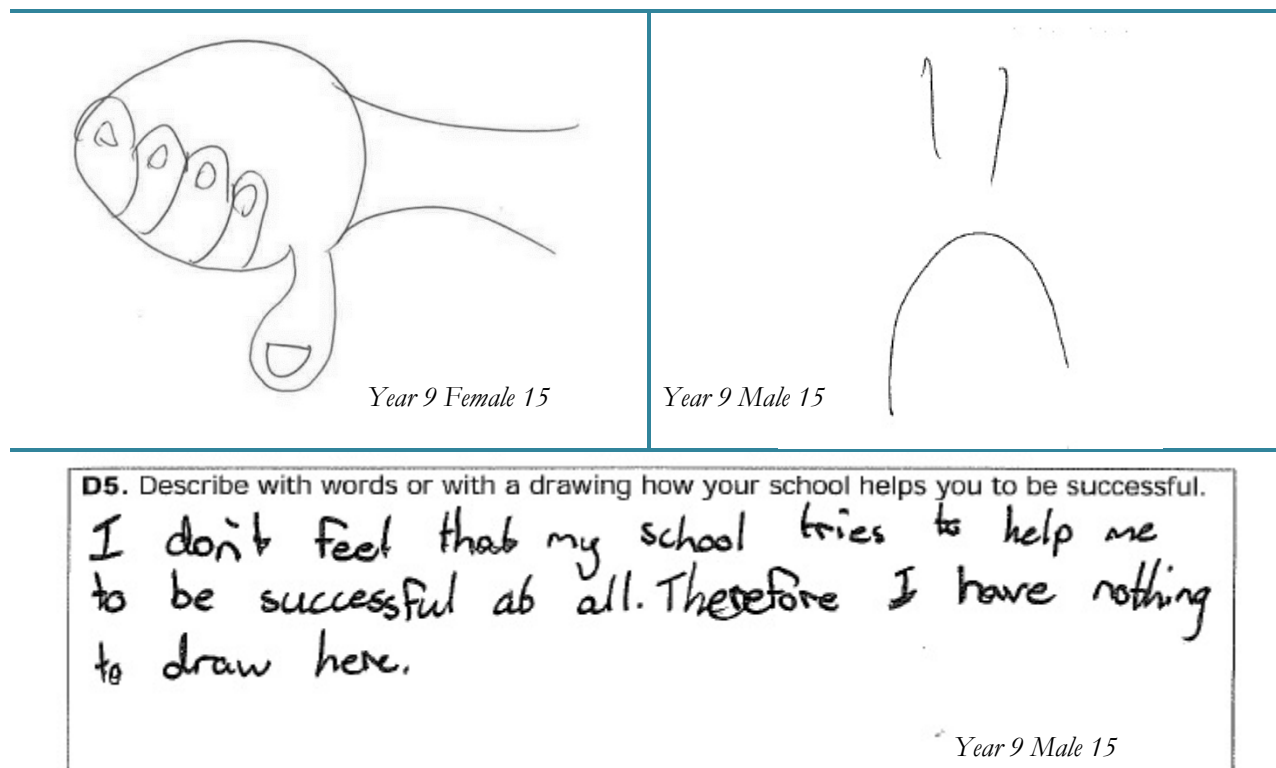 Year 9 Female 15
Year 9 Male 15
D5. Describe with words or with a drawing how your school helps you to be successful.
I don't feel that my school tries to help me
to be successful at all. Therefore I have nothing
to draw here.
Year 9 Male 15